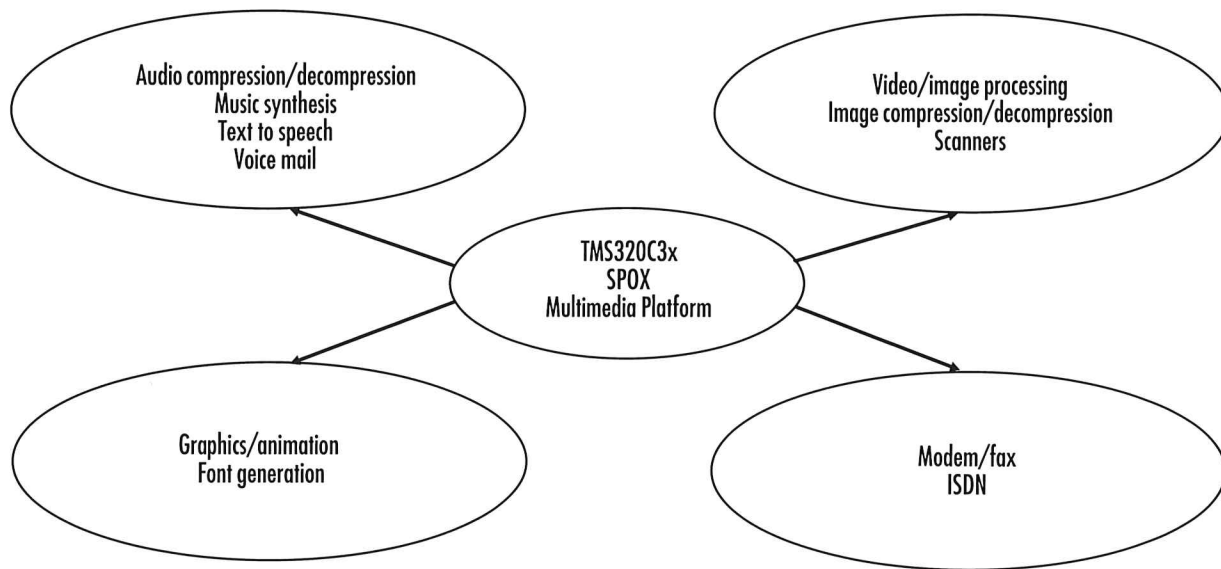 Audio compression/decompression
Music synthesis
Text to speech
Voice mail
Video/image processing
Image compression/decompression
Scanners
TMS320C3x
SPOX
Multimedia Platform
Graphics/animation
Font generation
Modem/fax
ISDN